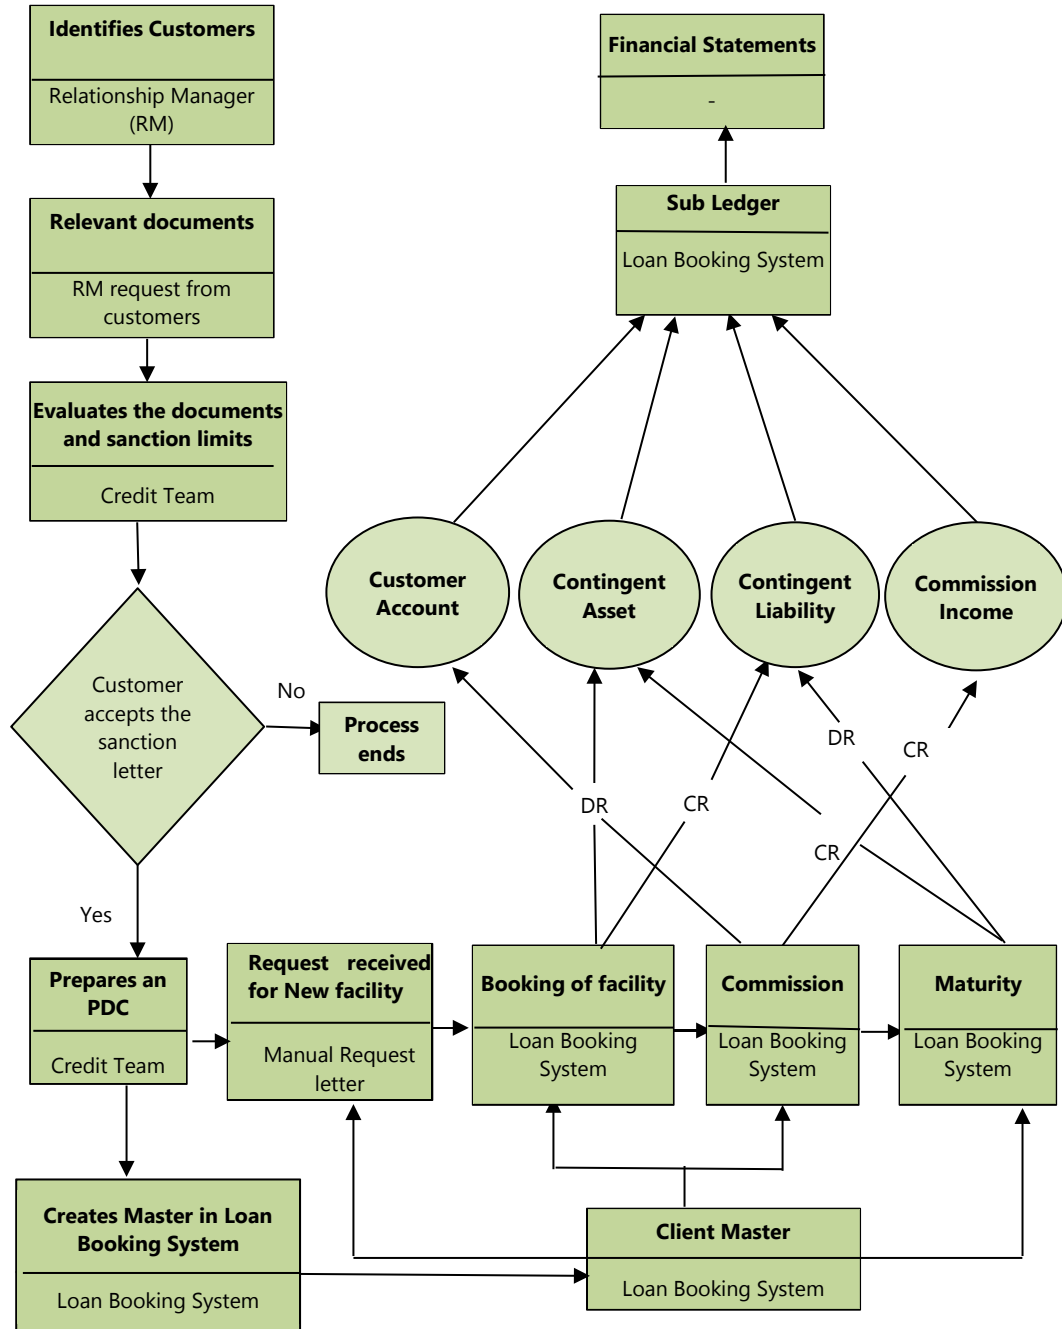 Identifies Customers
Relationship Manager
(RM)
Financial Statements
-
Relevant documents
RM request from
customers
Sub Ledger
Loan Booking System
Evaluates the documents
and sanction limits
Credit Team
Customer
Account
Contingent
Asset
Contingent
Liability
Commission
Income
Customer
accepts the
sanction
letter
No
Process
ends
DR
CR
DR
CR
CR
Yes
Prepares an
PDC
Credit Team
Request received
for New facility
Manual Request
letter
Booking of facility
Loan Booking
System
Commission
Loan Booking
System
Maturity
Loan Booking
System
Creates Master in Loan
Booking System
Loan Booking System
Client Master
Loan Booking System